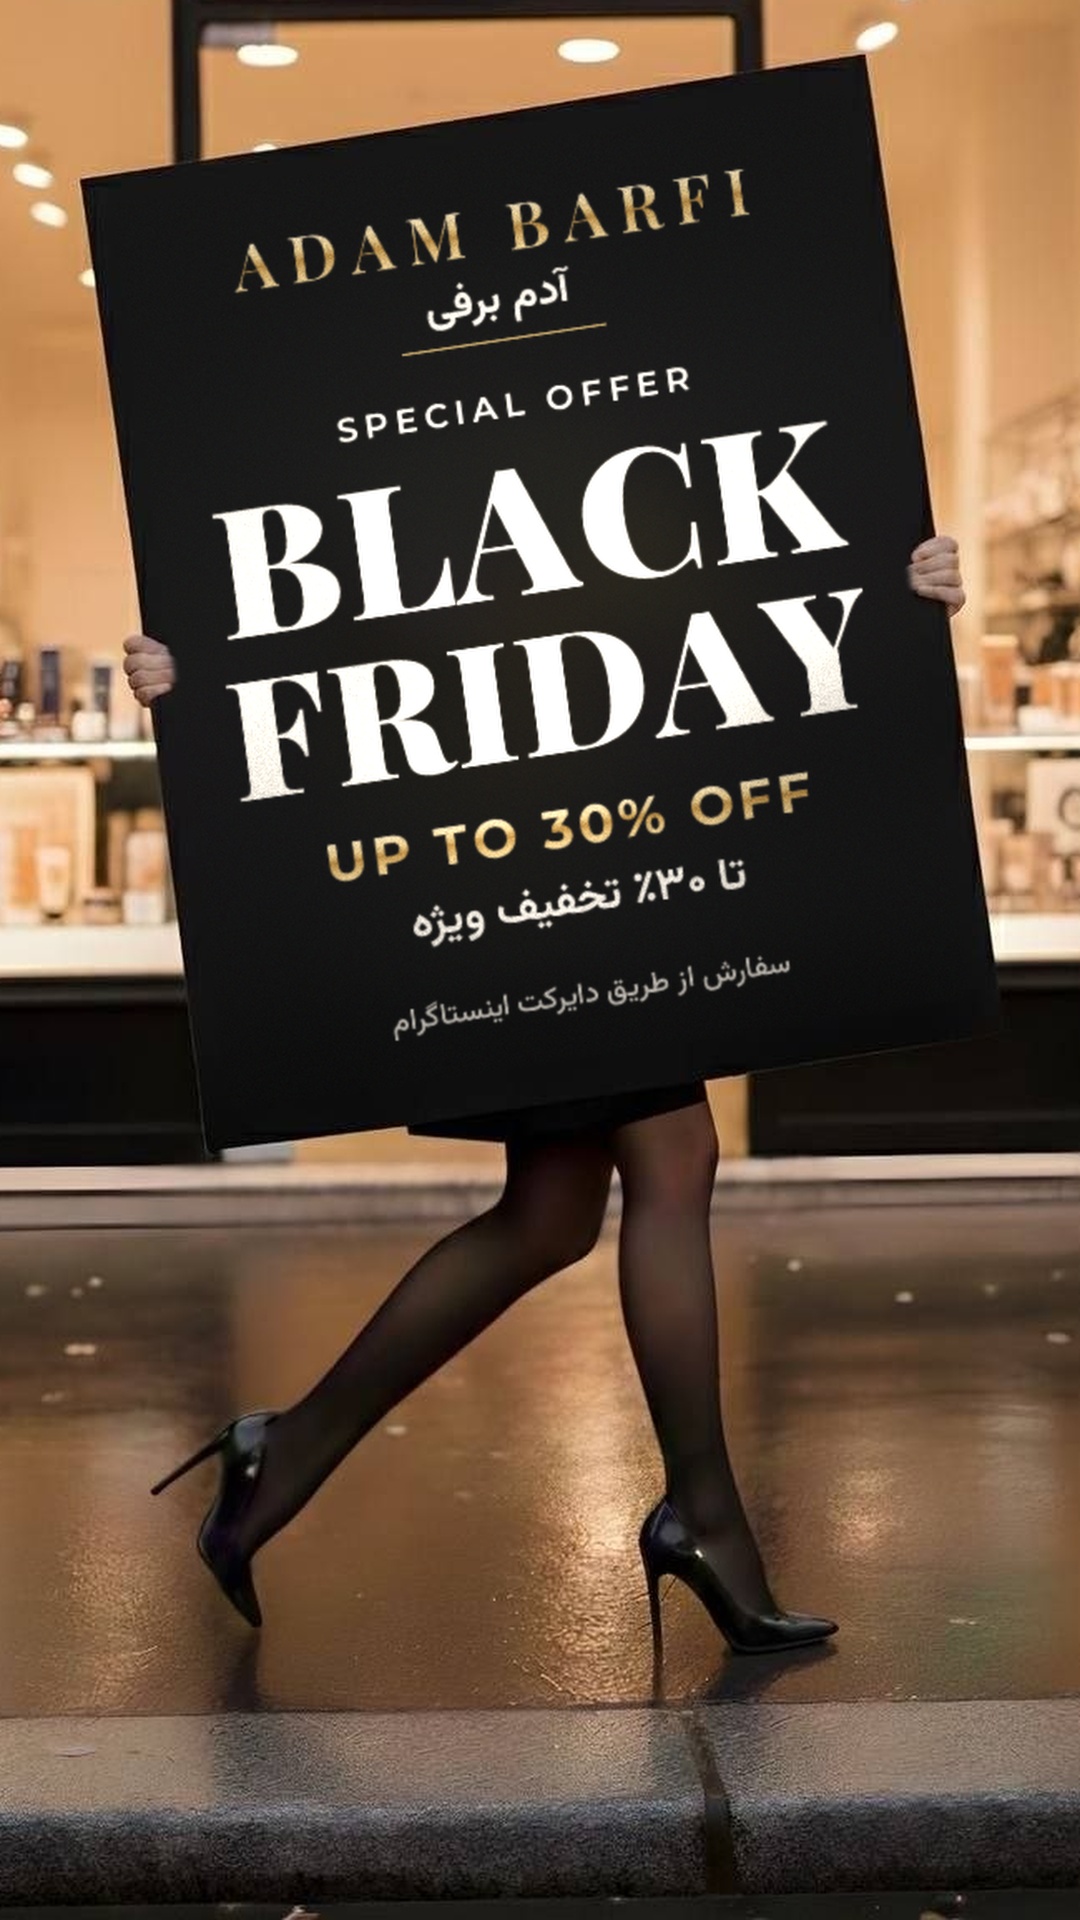 ADAM BARFI
آدم برفی
SPECIAL OFFER
BLACK
FRIDAY
UP TO 30% OFF
تا ۳۰٪ تخفیف ویژه
سفارش از طریق دایرکت اینستاگرام